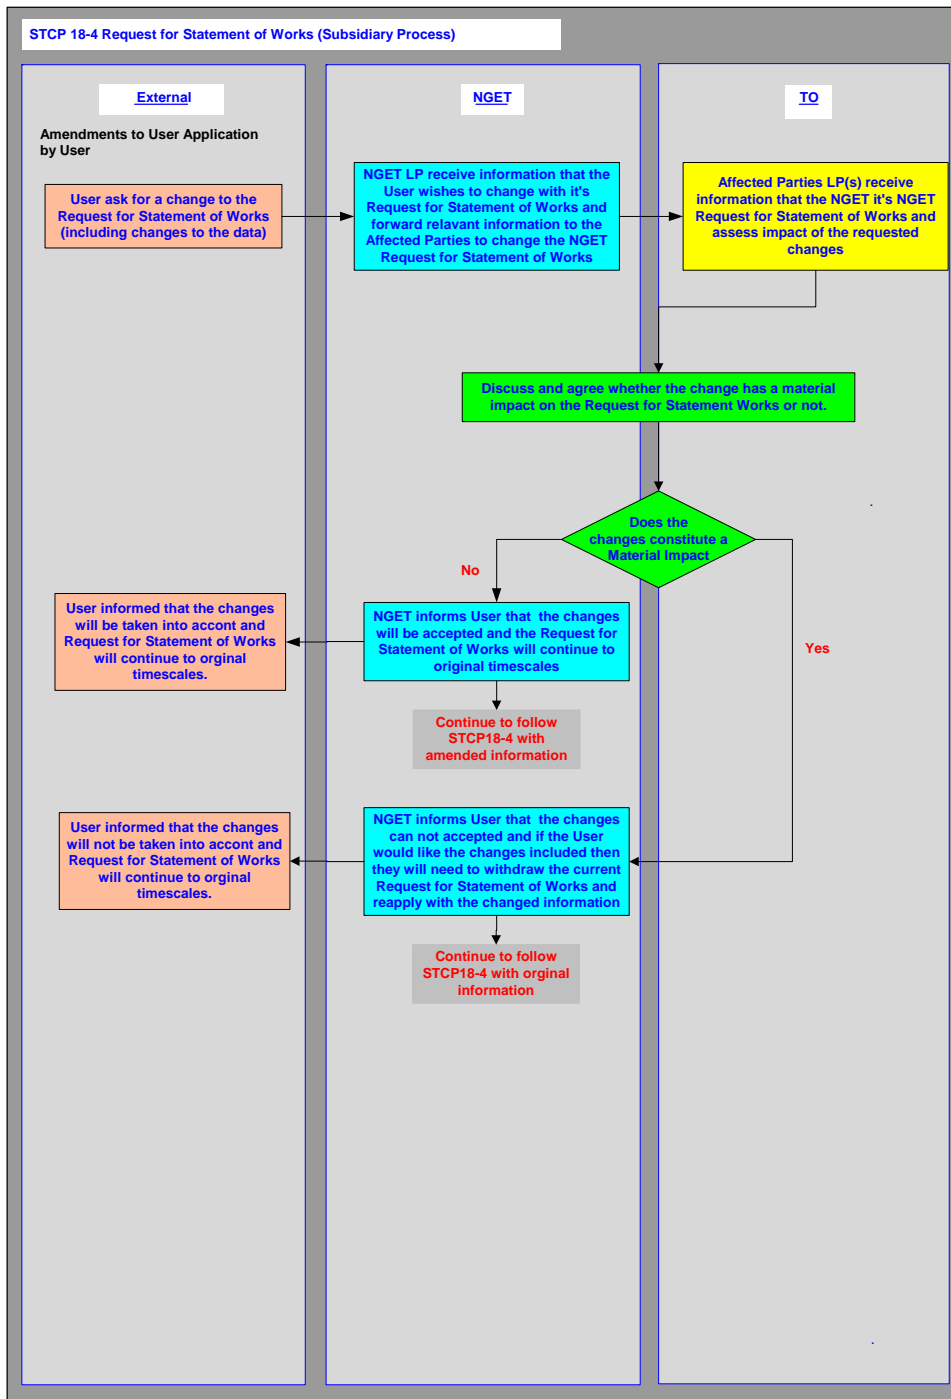 STCP 18-4 Request for Statement of Works (Subsidiary Process)
External
NGET
TO
Amendments to User Application
by User
User ask for a change to the
Request for Statement of Works
(including changes to the data)
NGET LP receive information that the
User wishes to change with it's
Request for Statement of Works and
forward relavant information to the
Affected Parties to change the NGET
Request for Statement of Works
Affected Parties LP(s) receive
information that the NGET it's NGET
Request for Statement of Works and
assess impact of the requested
changes
Discuss and agree whether the change has a material
impact on the Request for Statement Works or not.
Does the
changes constitute a
Material Impact
No
Yes
NGET informs User that  the changes
will be accepted and the Request for
Statement of Works will continue to
original timescales
User informed that the changes
will be taken into accont and
Request for Statement of Works
will continue to orginal
timescales.
Continue to follow
STCP18-4 with
amended information
NGET informs User that  the changes
can not accepted and if the User
would like the changes included then
they will need to withdraw the current
Request for Statement of Works and
reapply with the changed information
User informed that the changes
will not be taken into accont and
Request for Statement of Works
will continue to orginal
timescales.
Continue to follow
STCP18-4 with orginal
information